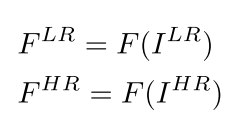 $F^{LR} = F(I^{LR})$
$F^{HR} = F(I^{HR})$